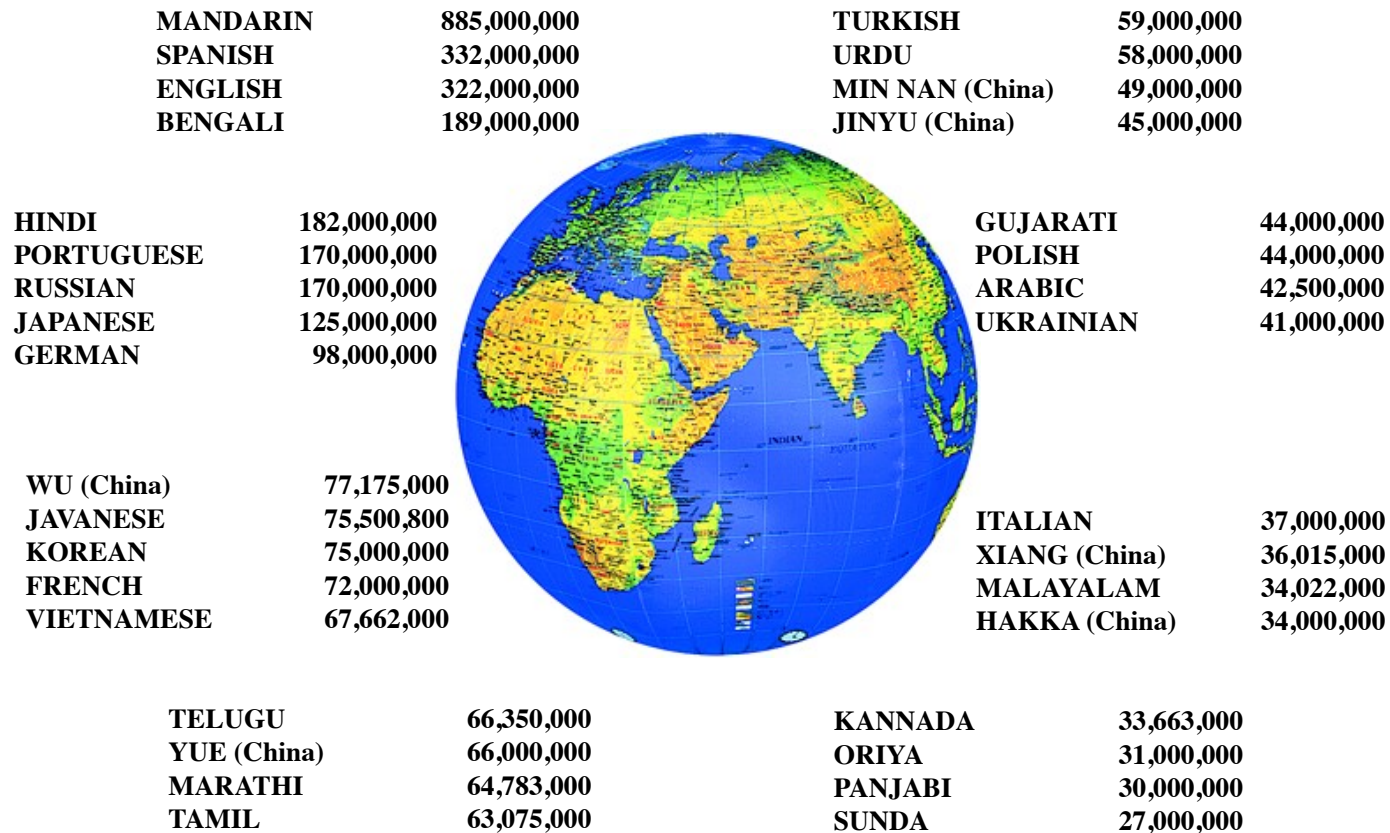 MANDARIN 885,000,000
SPANISH 332,000,000
ENGLISH 322,000,000
BENGALI 189,000,000
HINDI 182,000,000
PORTUGUESE 170,000,000
RUSSIAN 170,000,000
JAPANESE 125,000,000
GERMAN 98,000,000
WU (China) 77,175,000
JAVANESE 75,500,800
KOREAN 75,000,000
FRENCH 72,000,000
VIETNAMESE 67,662,000
TELUGU 66,350,000
YUE (China) 66,000,000
MARATHI 64,783,000
TAMIL 63,075,000
TURKISH 59,000,000
URDU 58,000,000
MIN NAN (China) 49,000,000
JINYU (China) 45,000,000
GUJARATI 44,000,000
POLISH 44,000,000
ARABIC 42,500,000
UKRAINIAN 41,000,000
ITALIAN 37,000,000
XIANG (China) 36,015,000
MALAYALAM 34,022,000
HAKKA (China) 34,000,000
KANNADA 33,663,000
ORIYA 31,000,000
PANJABI 30,000,000
SUNDA 27,000,000
INDIAN